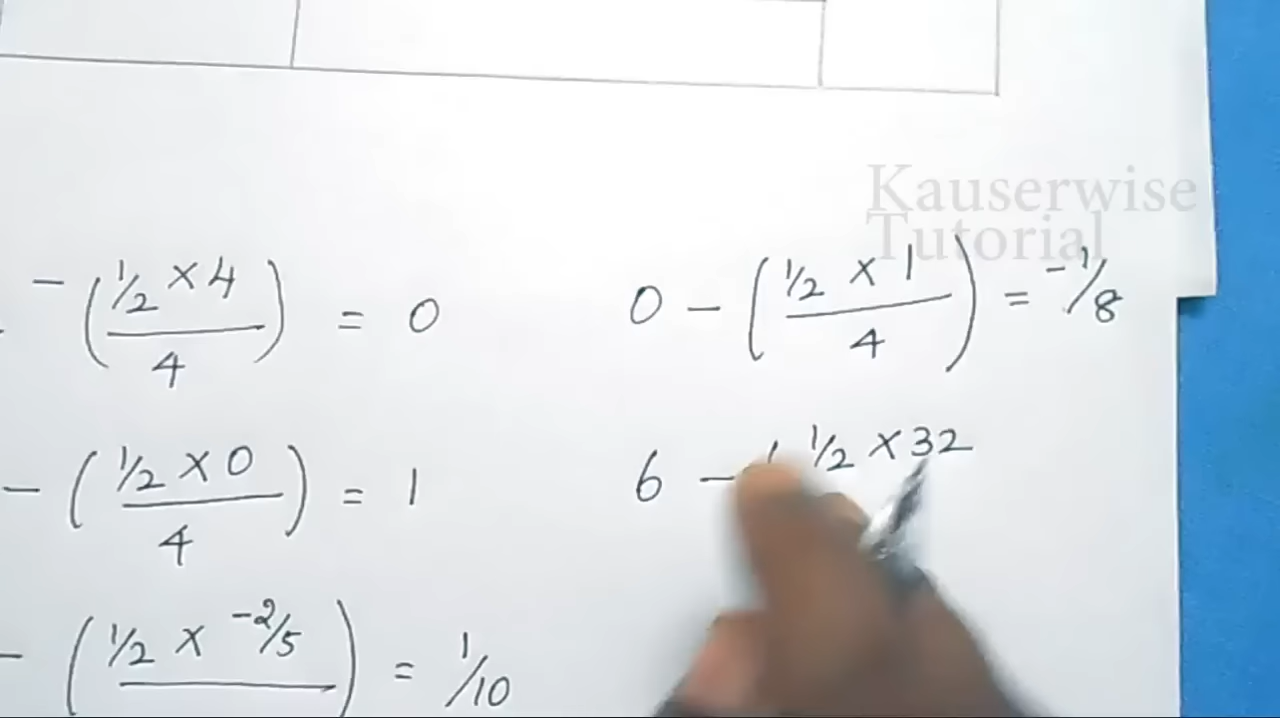 Kauserwise
Tutorial
- (1/2 × 4 / 4) = 0
0 - (1/2 × 1 / 4) = -1/8
- (1/2 × 0 / 4) = 1
6 - ( 1/2 × 32
- (1/2 × -2/5) = 1/10